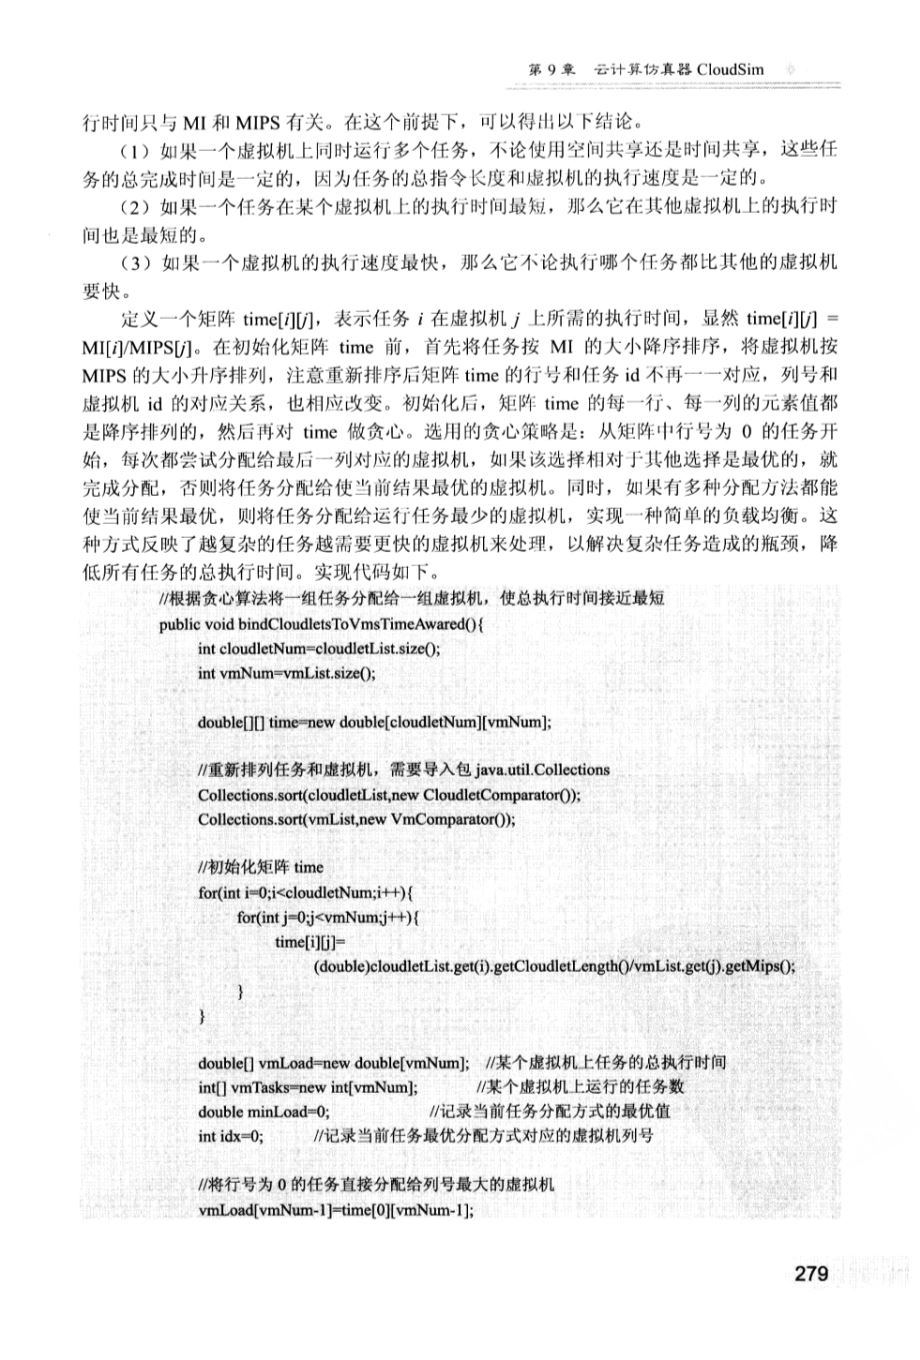 第 9 章 云计算仿真器 CloudSim
行时间只与 MI 和 MIPS 有关。在这个前提下，可以得出以下结论。
（1）如果一个虚拟机上同时运行多个任务，不论使用空间共享还是时间共享，这些任
务的总完成时间是一定的，因为任务的总指令长度和虚拟机的执行速度是一定的。
（2）如果一个任务在某个虚拟机上的执行时间最短，那么它在其他虚拟机上的执行时
间也是最短的。
（3）如果一个虚拟机的执行速度最快，那么它不论执行哪个任务都比其他的虚拟机
要快。
定义一个矩阵 time[i][j]，表示任务 i 在虚拟机 j 上所需的执行时间，显然 time[i][j] =
MI[i]/MIPS[j]。在初始化矩阵 time 前，首先将任务按 MI 的大小降序排序，将虚拟机按
MIPS 的大小升序排列，注意重新排序后矩阵 time 的行号和任务 id 不再一一对应，列号和
虚拟机 id 的对应关系，也相应改变。初始化后，矩阵 time 的每一行、每一列的元素值都
是降序排列的，然后再对 time 做贪心。选用的贪心策略是：从矩阵中行号为 0 的任务开
始，每次都尝试分配给最后一列对应的虚拟机，如果该选择相对于其他选择是最优的，就
完成分配，否则将任务分配给使当前结果最优的虚拟机。同时，如果有多种分配方法都能
使当前结果最优，则将任务分配给运行任务最少的虚拟机，实现一种简单的负载均衡。这
种方式反映了越复杂的任务越需要更快的虚拟机来处理，以解决复杂任务造成的瓶颈，降
低所有任务的总执行时间。实现代码如下。
//根据贪心算法将一组任务分配给一组虚拟机，使总执行时间接近最短
public void bindCloudletsToVmsTimeAwared(){
int cloudletNum=cloudletList.size();
int vmNum=vmList.size();
double[][] time=new double[cloudletNum][vmNum];
//重新排列任务和虚拟机，需要导入包 java.util.Collections
Collections.sort(cloudletList,new CloudletComparator());
Collections.sort(vmList,new VmComparator());
//初始化矩阵 time
for(int i=0;i<cloudletNum;i++){
for(int j=0;j<vmNum;j++){
time[i][j]=
(double)cloudletList.get(i).getCloudletLength()/vmList.get(j).getMips();
}
}
double[] vmLoad=new double[vmNum]; //某个虚拟机上任务的总执行时间
int[] vmTasks=new int[vmNum]; //某个虚拟机上运行的任务数
double minLoad=0; //记录当前任务分配方式的最优值
int idx=0; //记录当前任务最优分配方式对应的虚拟机列号
//将行号为 0 的任务直接分配给列号最大的虚拟机
vmLoad[vmNum-1]=time[0][vmNum-1];
279